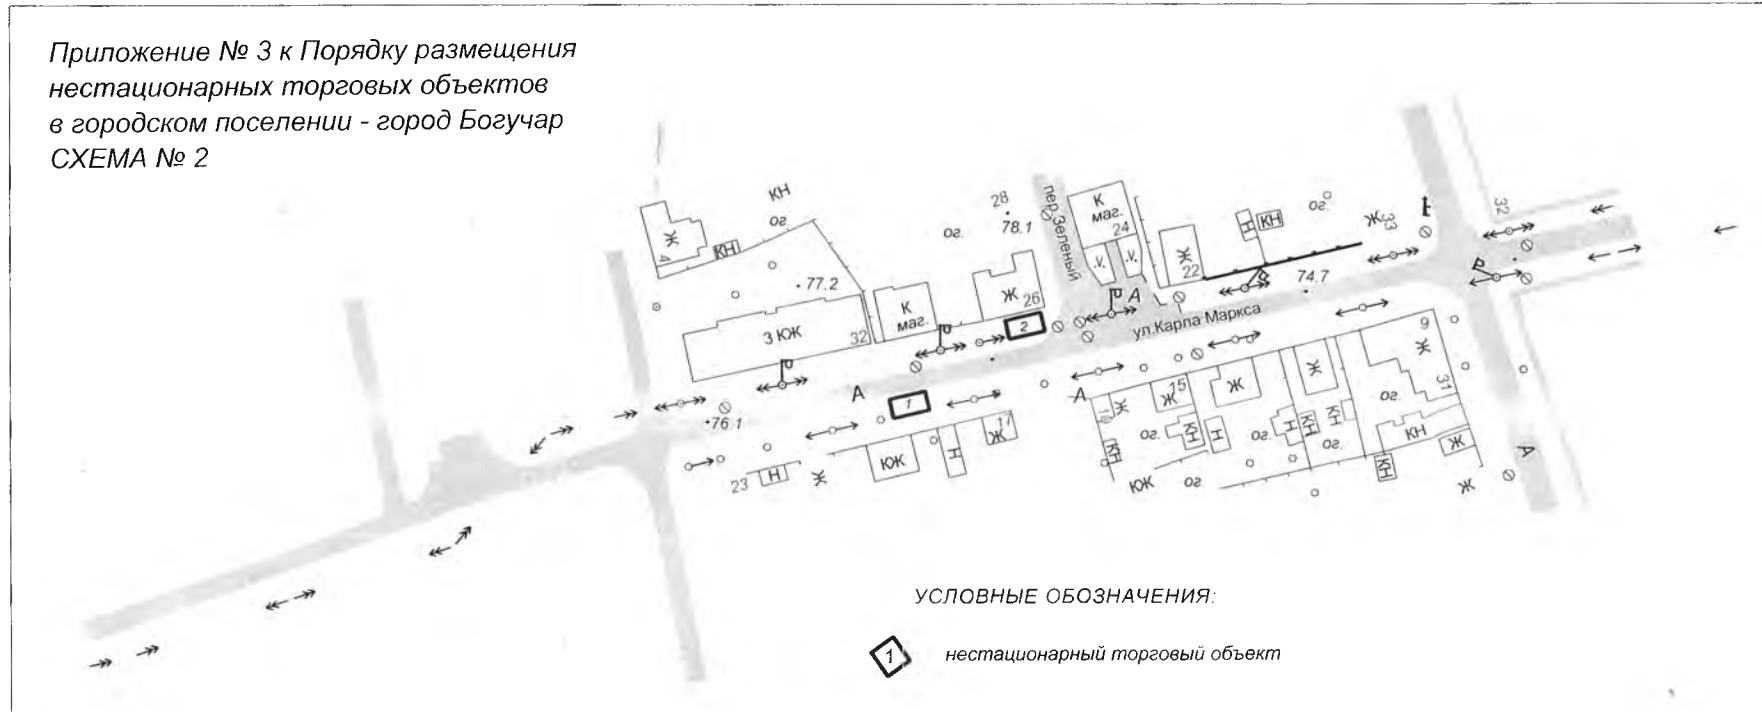 Приложение № 3 к Порядку размещения
нестационарных торговых объектов
в городском поселении - город Богучар
СХЕМА № 2
КН
ог.
Ж
4
КН
77.2
3 КЖ
32
К
маг.
ог.
28
78.1
Ж
26
2
пер.Зеленый
К
маг.
24
.V.
.V.
Ж
22
Н
КН
ог.
Ж
33
32
74.7
А
ул.Карла Маркса
А
1
76.1
23
Н
Ж
ЮЖ
Н
17
Ж
А
Ж
КН
15
Ж
ог.
КН
Н
Ж
ог.
Н
КН
Ж
КН
ог.
9
Ж
31
ог.
КН
Ж
КН
Ж
А
ЮЖ
ог
УСЛОВНЫЕ ОБОЗНАЧЕНИЯ:
1
нестационарный торговый объект